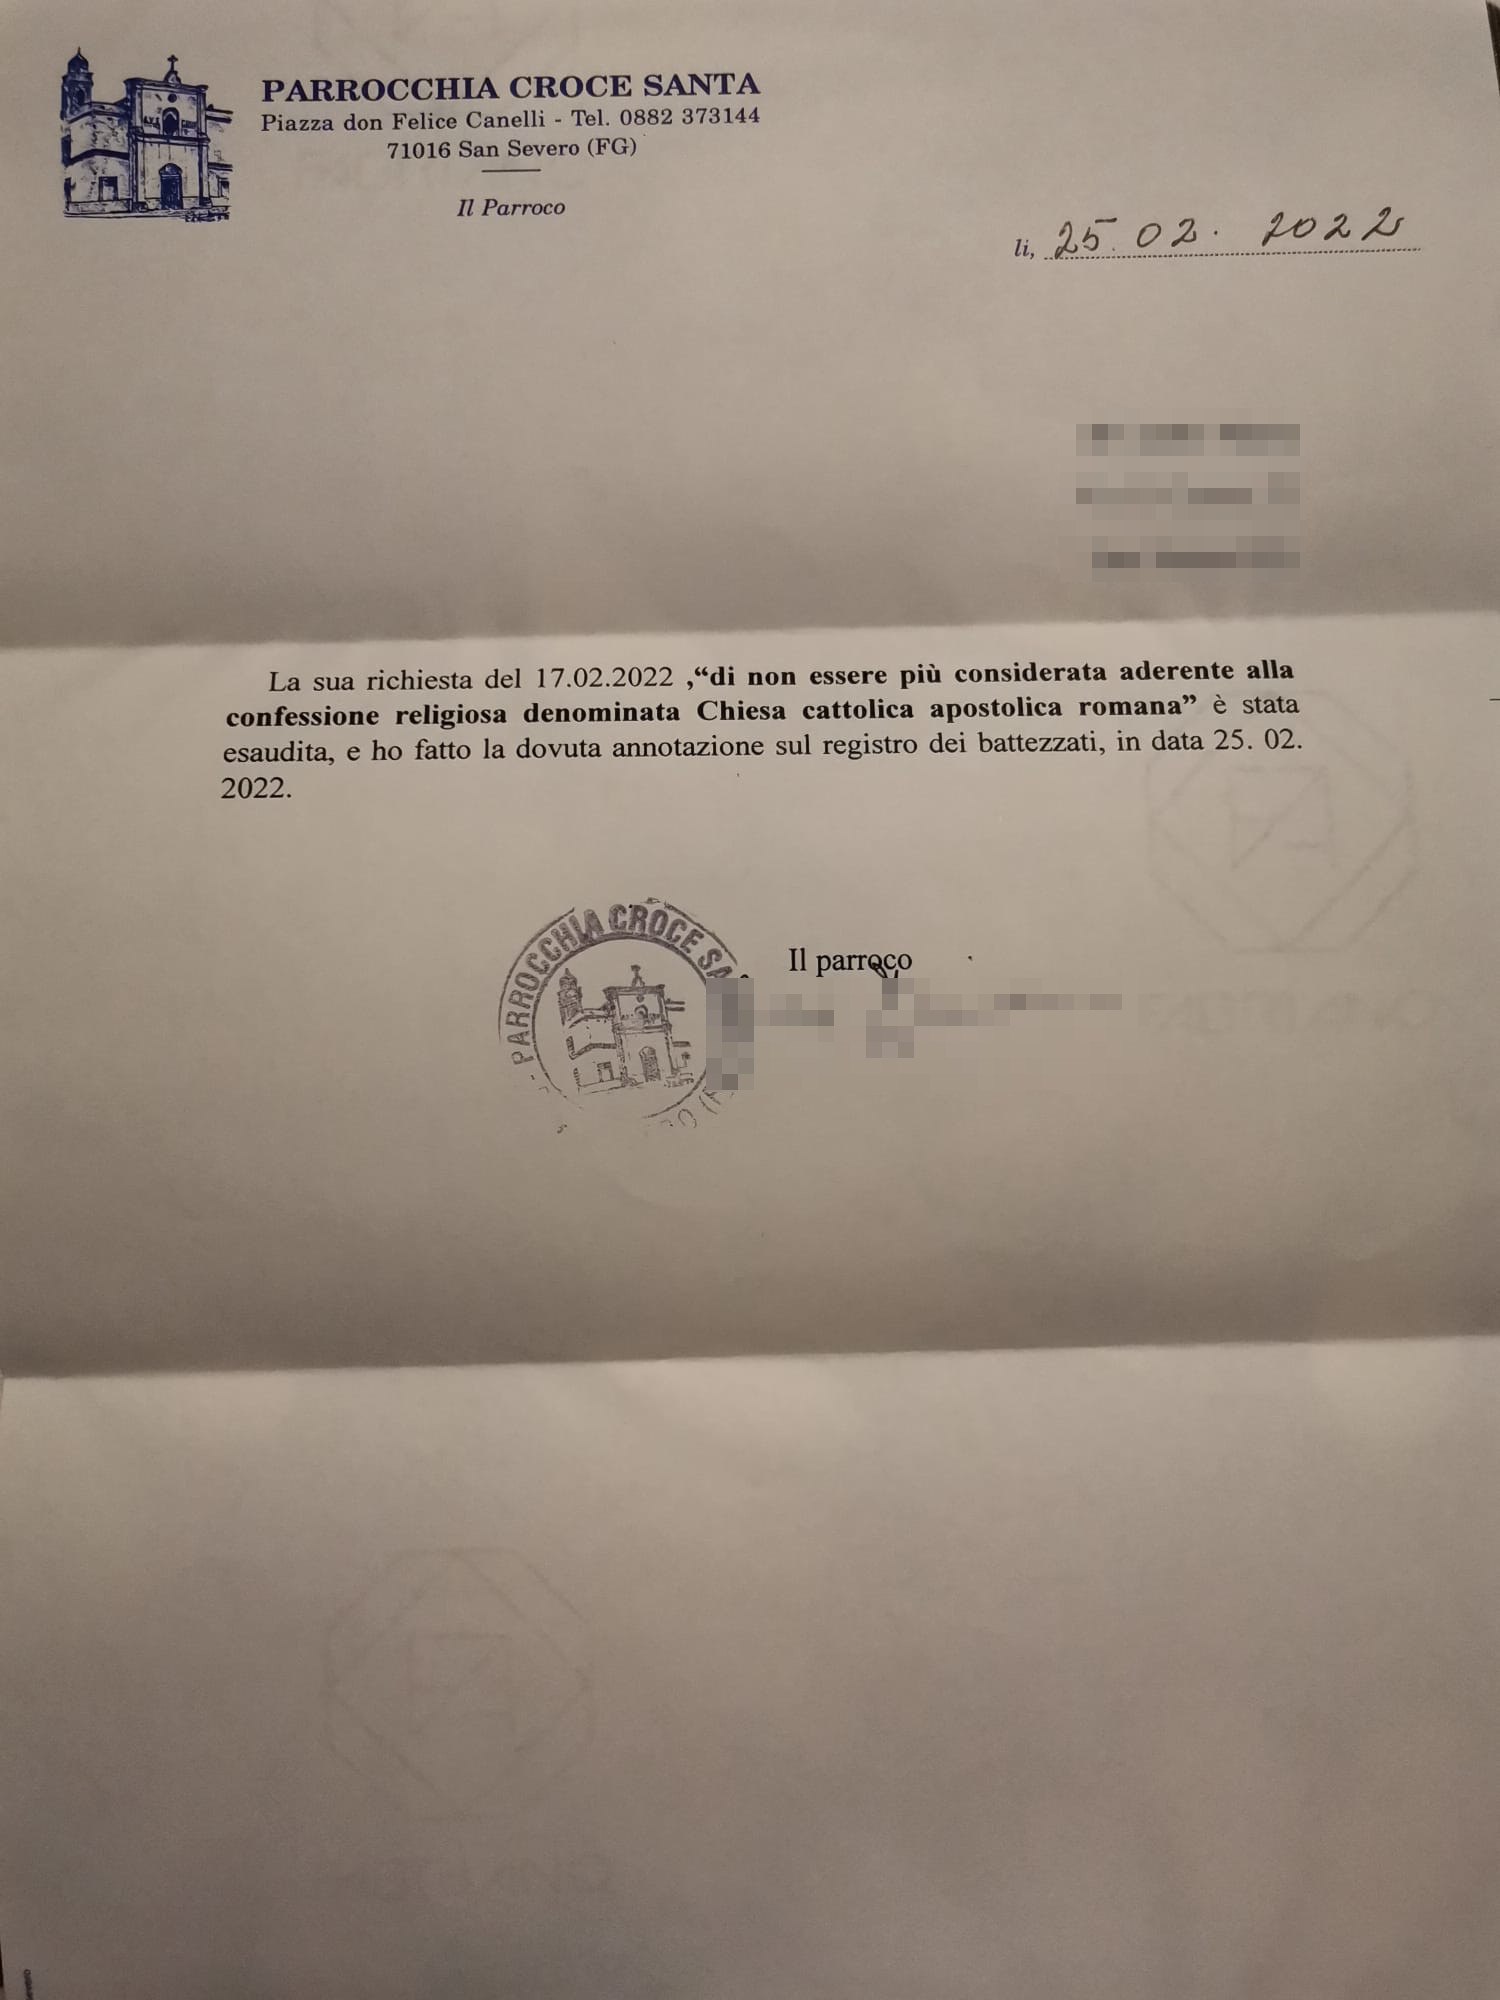 PARROCCHIA CROCE SANTA
Piazza don Felice Canelli - Tel. 0882 373144
71016 San Severo (FG)
Il Parroco
li, 25.02.2022
La sua richiesta del 17.02.2022 ,“di non essere più considerata aderente alla
confessione religiosa denominata Chiesa cattolica apostolica romana” è stata
esaudita, e ho fatto la dovuta annotazione sul registro dei battezzati, in data 25. 02.
2022.
PARROCCHIA CROCE
Il parroco